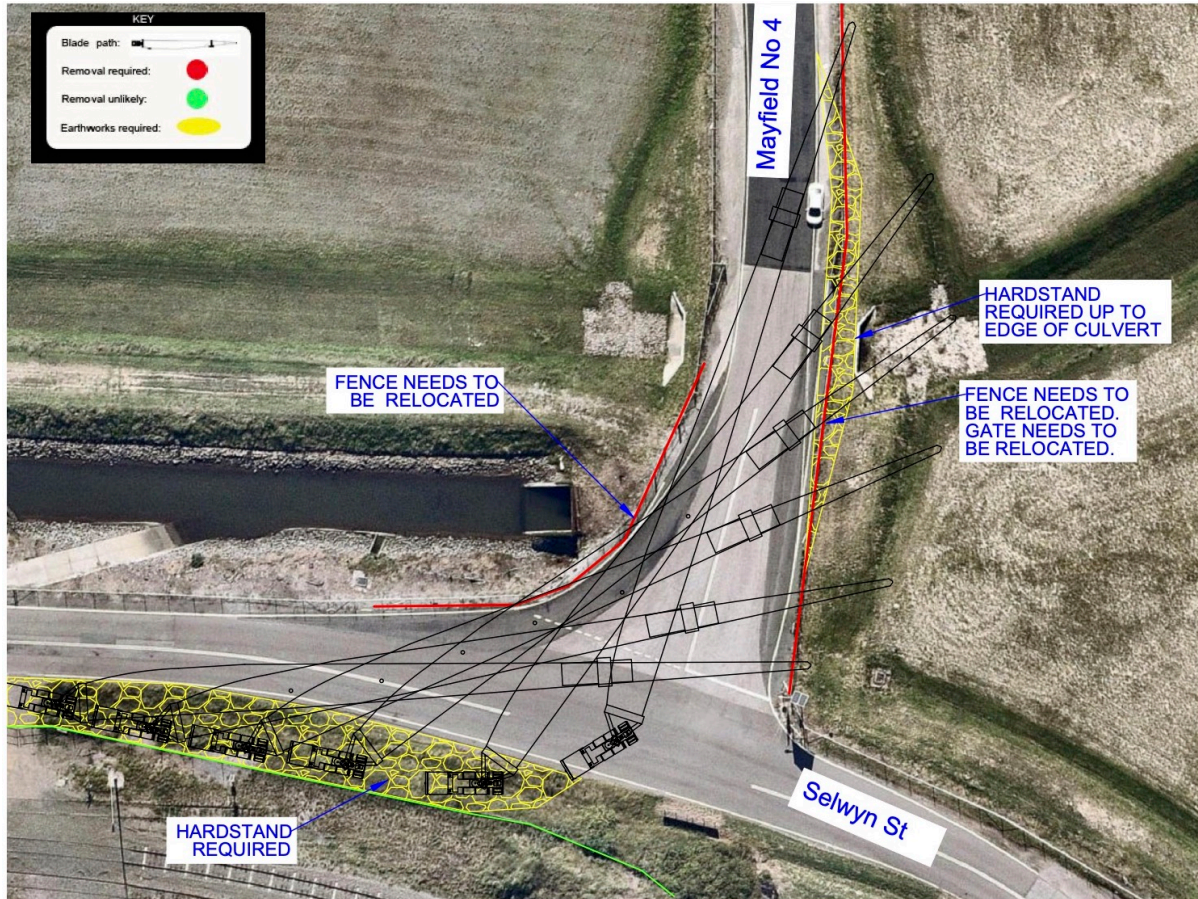 KEY
Blade path:
Removal required:
Removal unlikely:
Earthworks required:
Mayfield No 4
HARDSTAND
REQUIRED UP TO
EDGE OF CULVERT
FENCE NEEDS TO
BE RELOCATED
FENCE NEEDS TO
BE RELOCATED.
GATE NEEDS TO
BE RELOCATED.
Selwyn St
HARDSTAND
REQUIRED